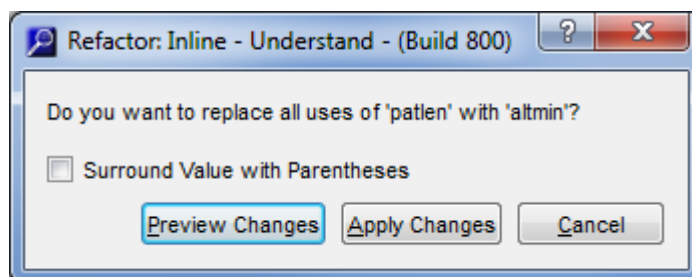 Refactor: Inline - Understand - (Build 800)
?
Do you want to replace all uses of 'patlen' with 'altmin'?
Surround Value with Parentheses
Preview Changes Apply Changes Cancel